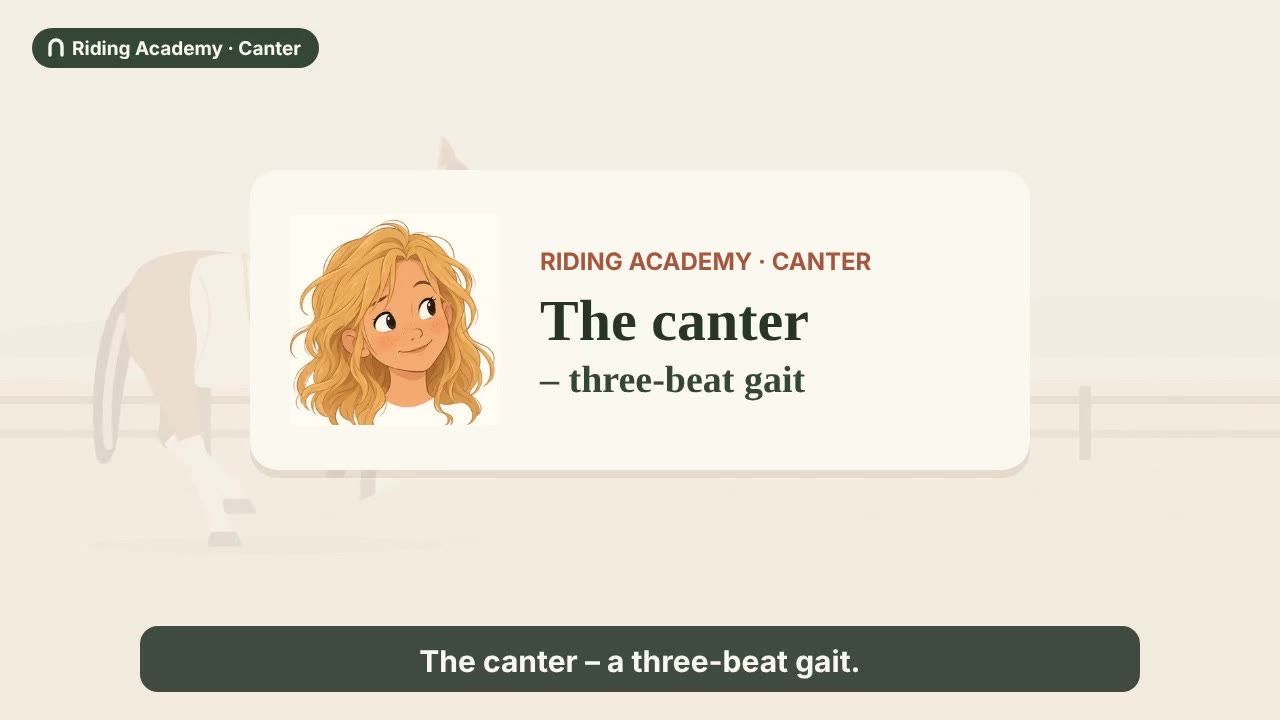 Riding Academy · Canter
RIDING ACADEMY · CANTER
The canter
– three-beat gait
The canter – a three-beat gait.